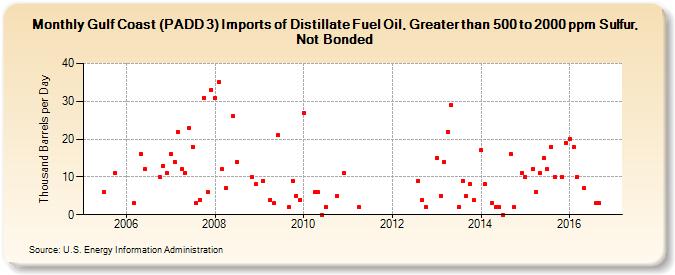 Monthly Gulf Coast (PADD 3) Imports of Distillate Fuel Oil, Greater than 500 to 2000 ppm Sulfur,
Not Bonded
Thousand Barrels per Day
40
30
20
10
0
2006 2008 2010 2012 2014 2016
Source: U.S. Energy Information Administration